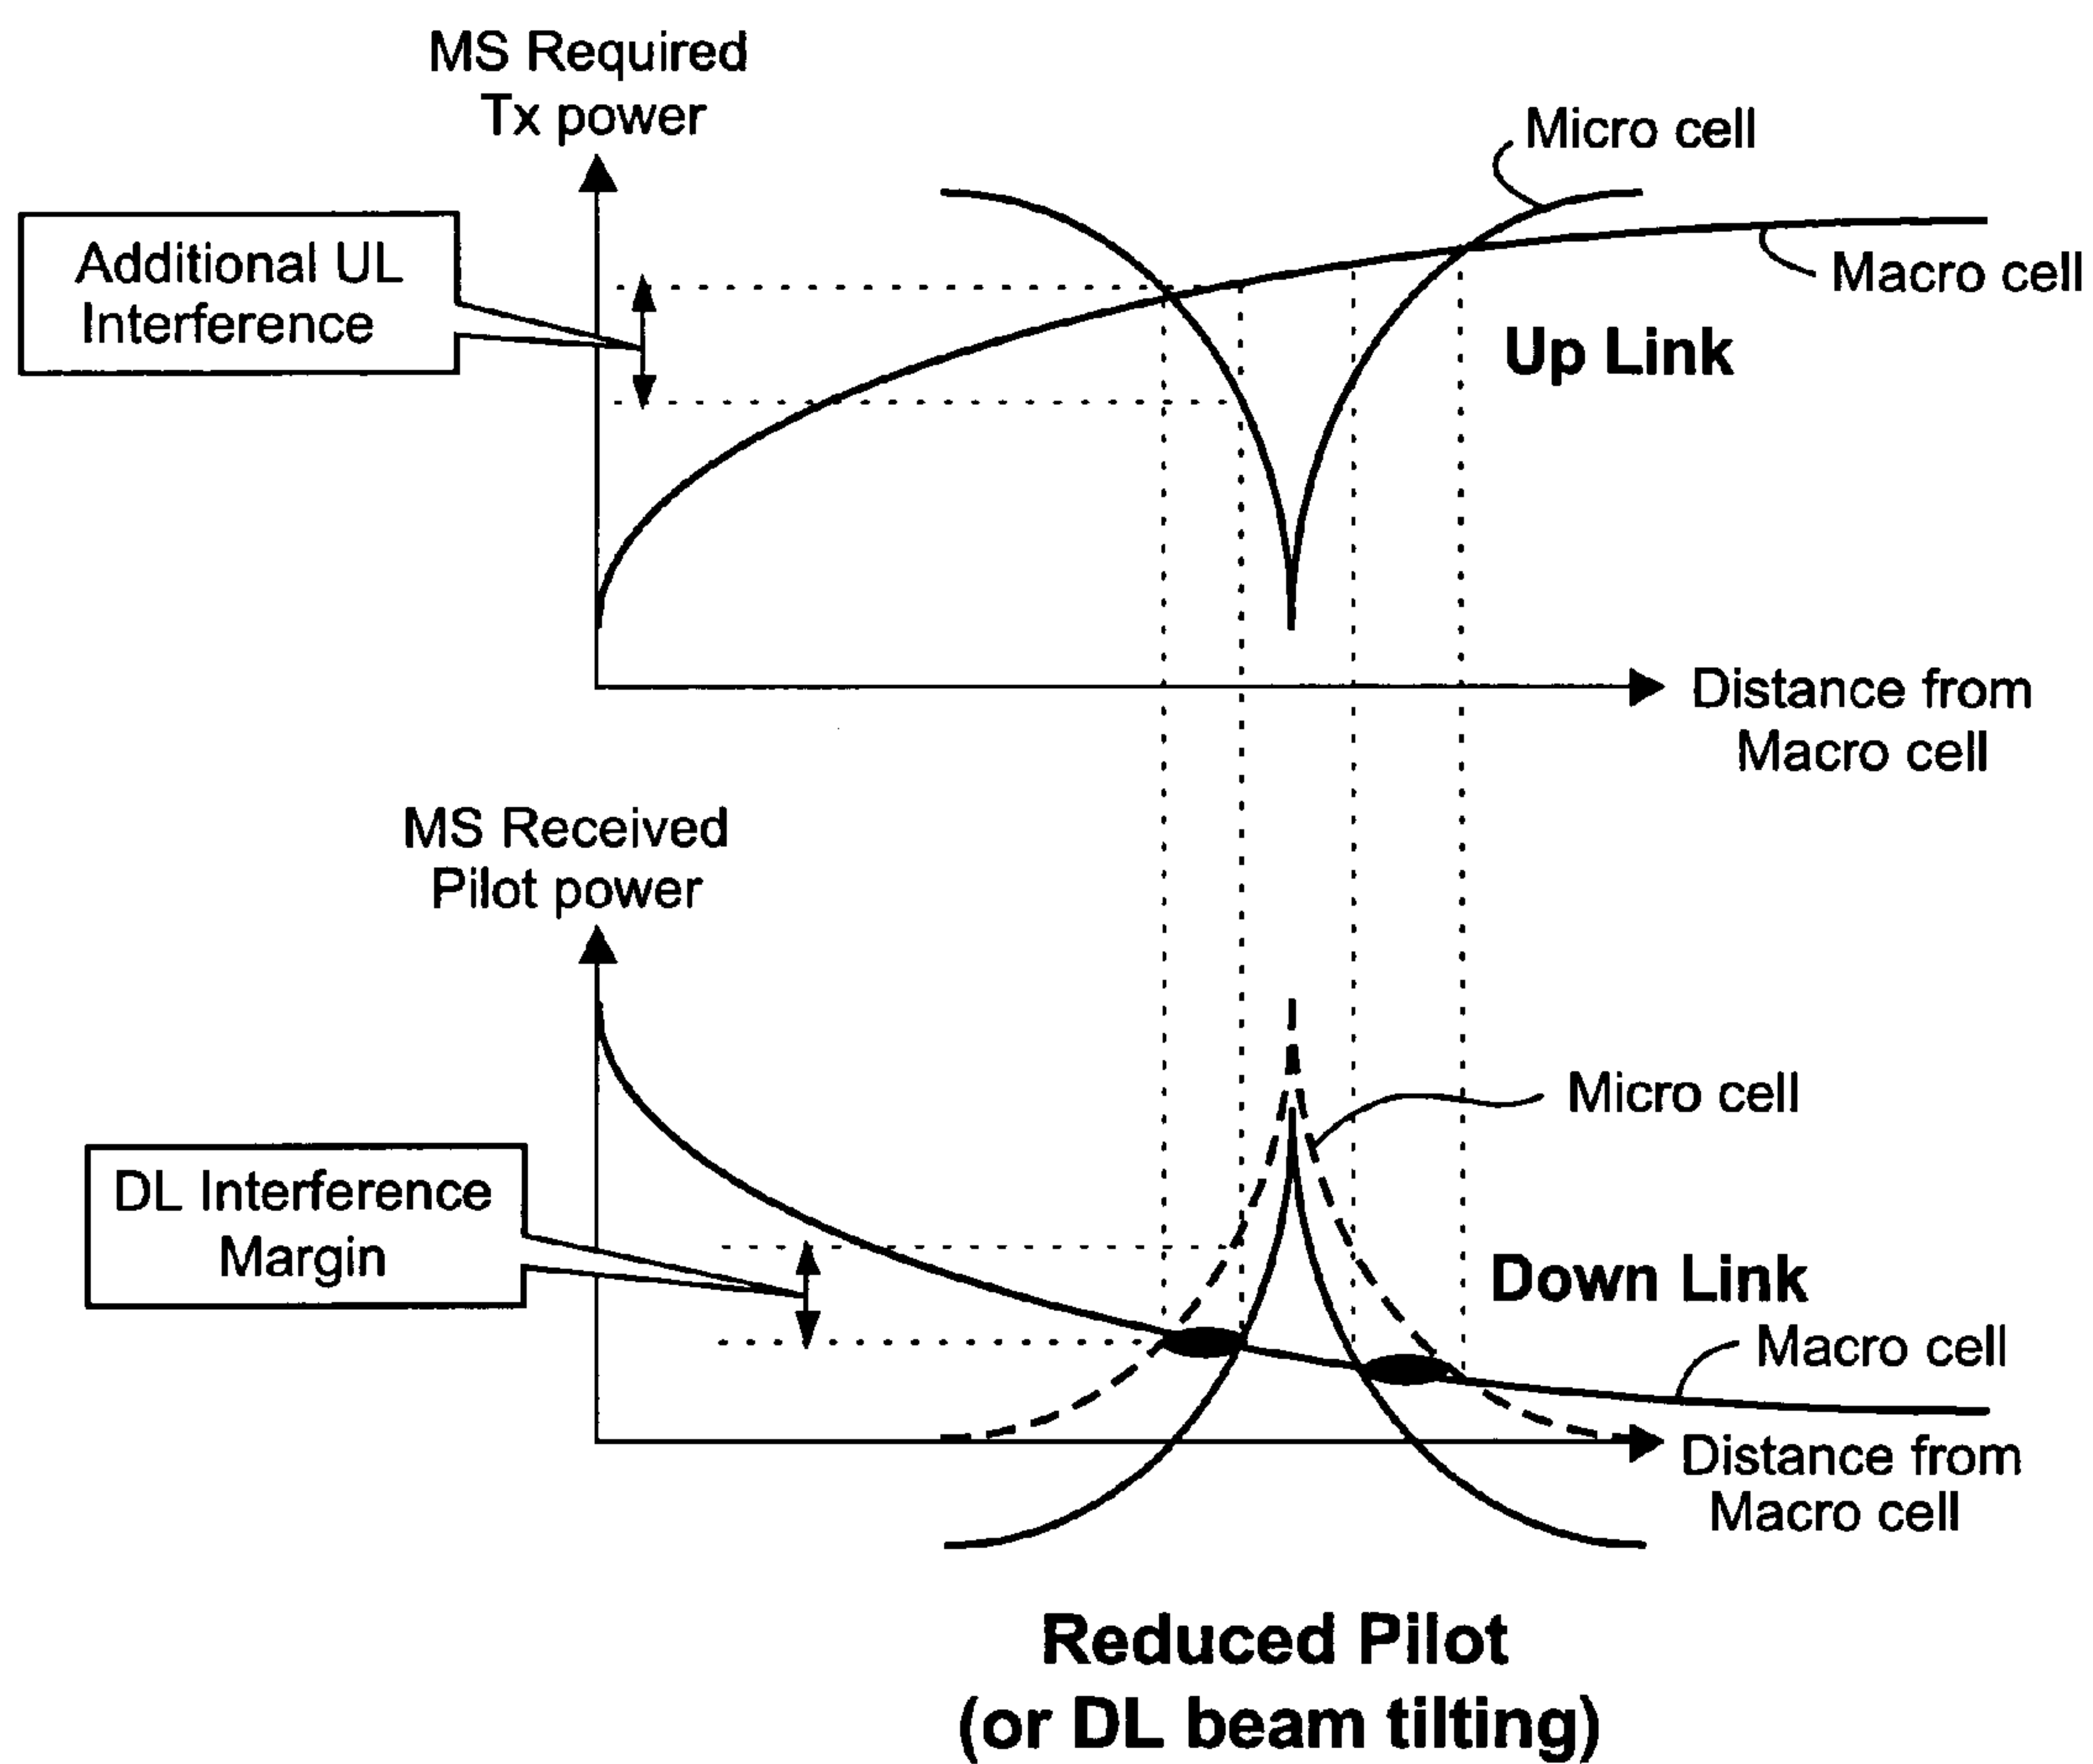 MS Required
Tx power
Micro cell
Additional UL
Interference
Macro cell
Up Link
Distance from
Macro cell
MS Received
Pilot power
Micro cell
DL Interference
Margin
Down Link
Macro cell
Distance from
Macro cell
Reduced Pilot
(or DL beam tilting)